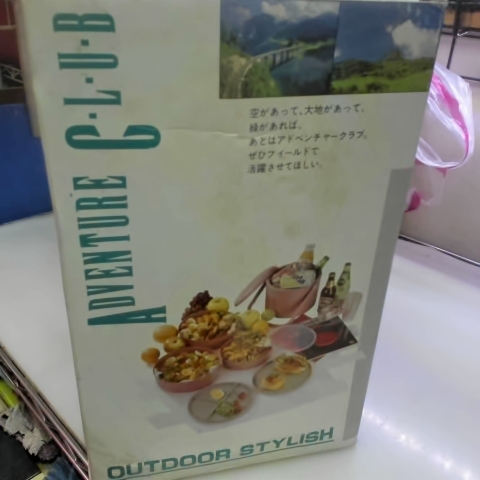 ADVENTURE C·L·U·B
空があって、大地があって、
緑があれば、
あとはアドベンチャークラブ。
ぜひフィールドで
活躍させてほしい。
OUTDOOR STYLISH